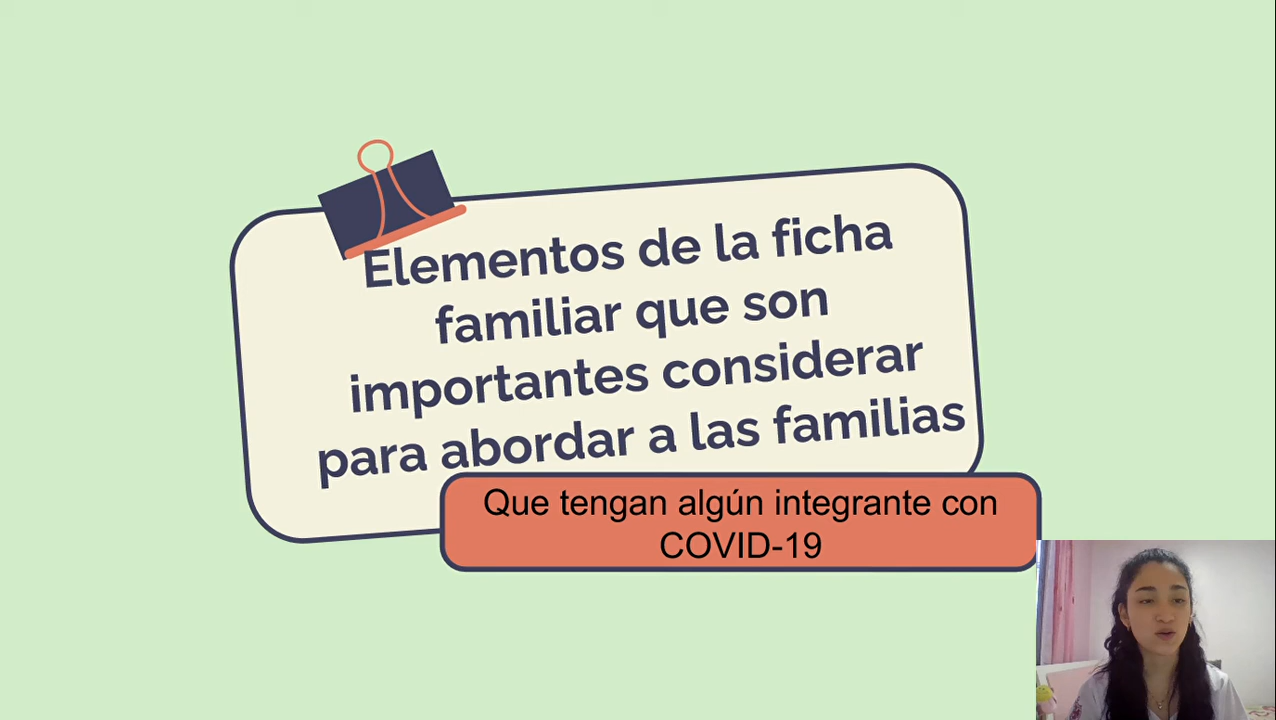 Elementos de la ficha
familiar que son
importantes considerar
para abordar a las familias
Que tengan algún integrante con
COVID-19